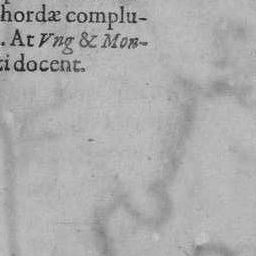 hordæ complu-
. At Vng & Mon-
ti docent.